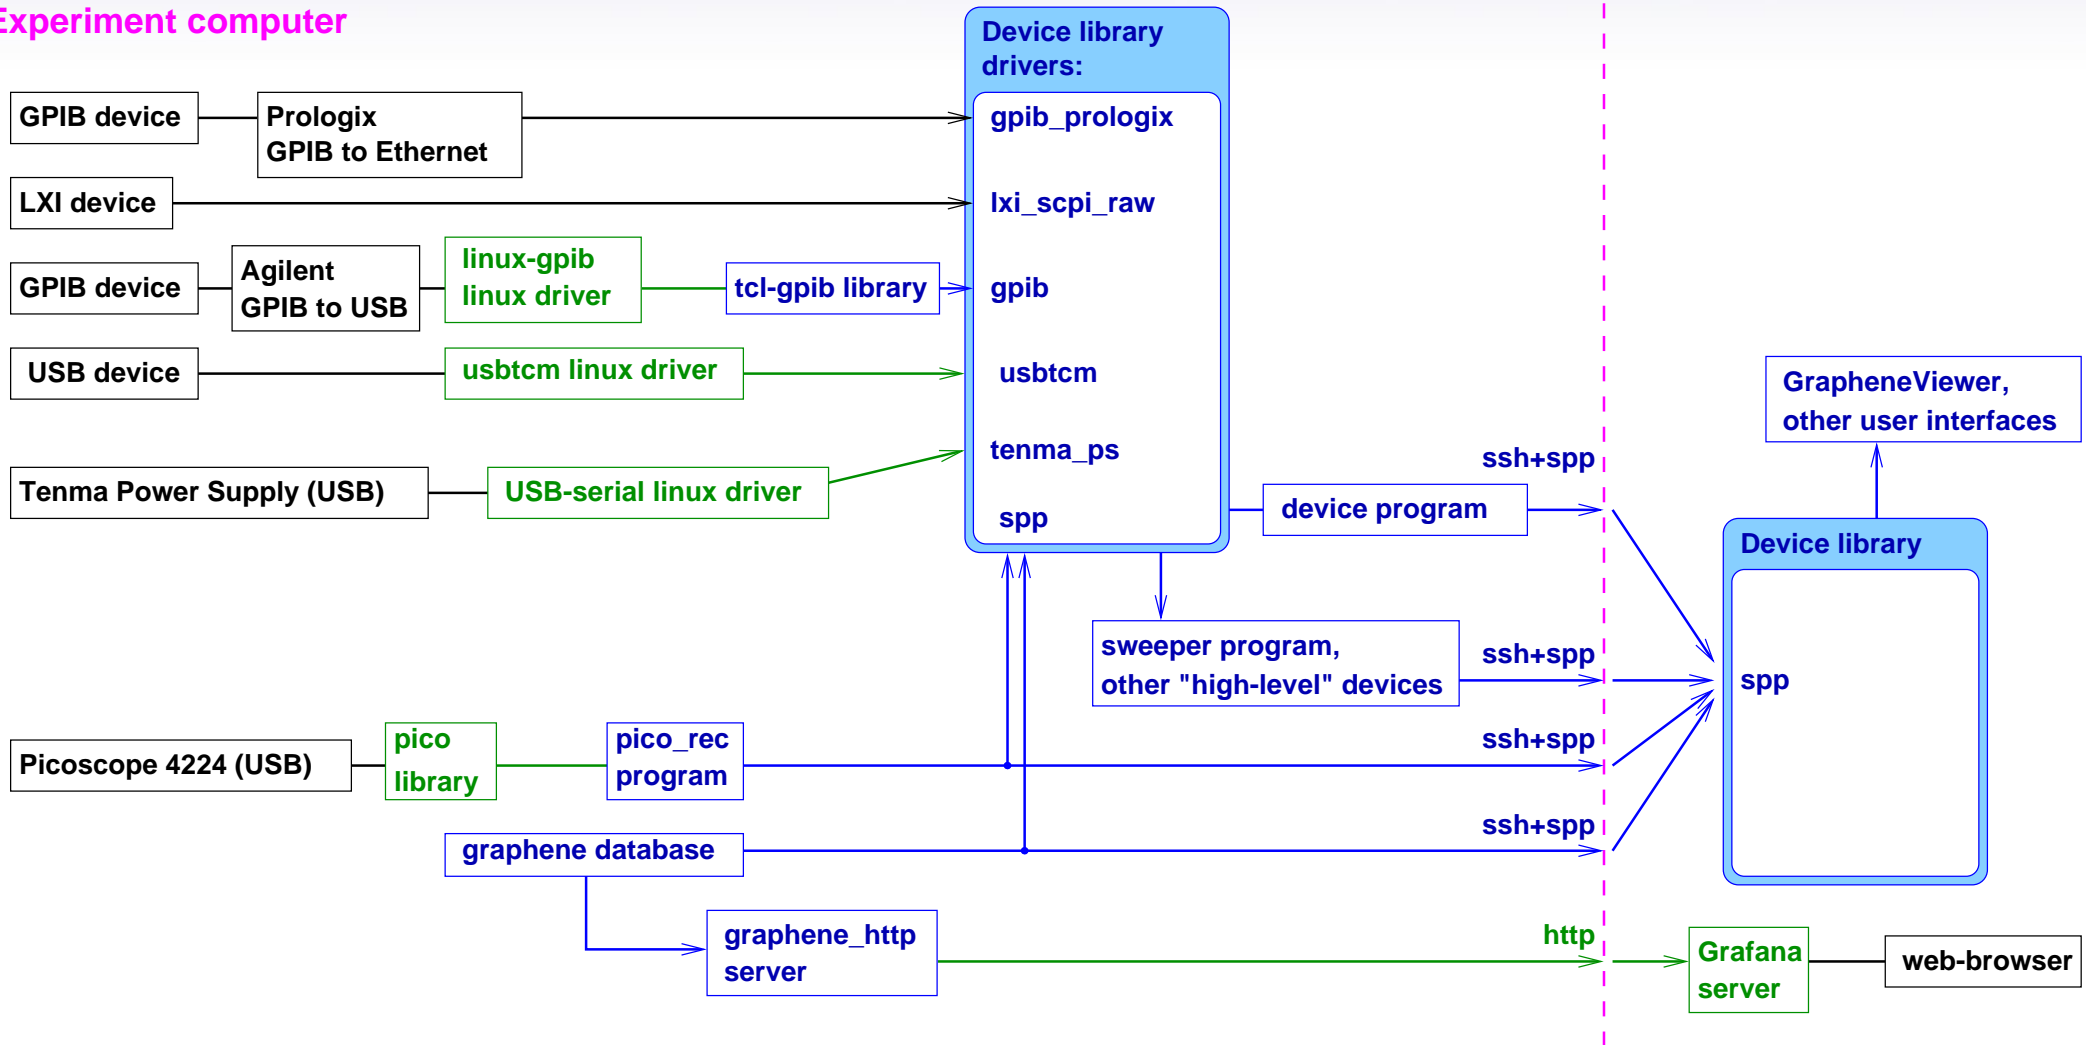 Experiment computer
Device library
drivers:
GPIB device
Prologix
GPIB to Ethernet
gpib_prologix
LXI device
lxi_scpi_raw
GPIB device
Agilent
GPIB to USB
linux-gpib
linux driver
tcl-gpib library
gpib
USB device
usbtcm linux driver
usbtcm
Tenma Power Supply (USB)
USB-serial linux driver
tenma_ps
spp
device program
ssh+spp
GrapheneViewer,
other user interfaces
Device library
spp
sweeper program,
other "high-level" devices
ssh+spp
Picoscope 4224 (USB)
pico
library
pico_rec
program
ssh+spp
graphene database
ssh+spp
graphene_http
server
http
Grafana
server
web-browser